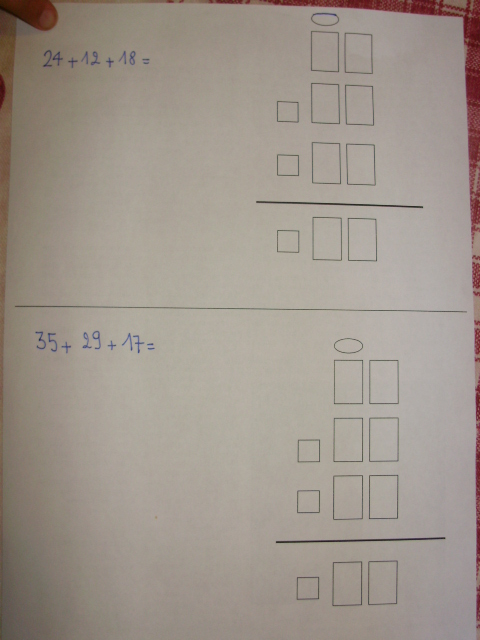 24 + 12 + 18 =
35 + 29 + 17 =